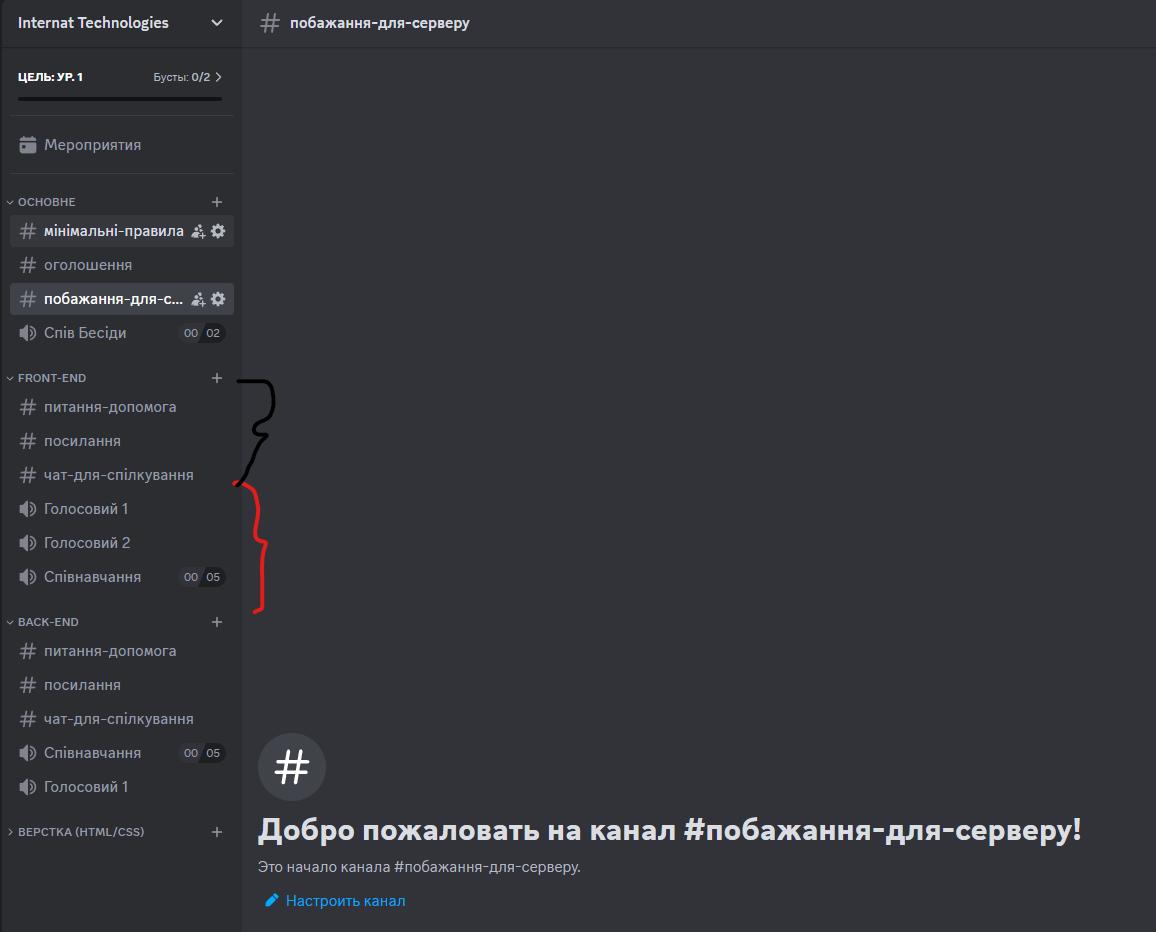 Internat Technologies
побажання-для-серверу
ЦЕЛЬ: УР. 1 Бусты: 0/2
Мероприятия
ОСНОВНЕ
мінімальні-правила
оголошення
побажання-для-с...
Спів Бесіди 00 02
FRONT-END
питання-допомога
посилання
чат-для-спілкування
Голосовий 1
Голосовий 2
Співнавчання 00 05
BACK-END
питання-допомога
посилання
чат-для-спілкування
Співнавчання 00 05
Голосовий 1
ВЕРСТКА (HTML/CSS)
Добро пожаловать на канал #побажання-для-серверу!
Это начало канала #побажання-для-серверу.
Настроить канал